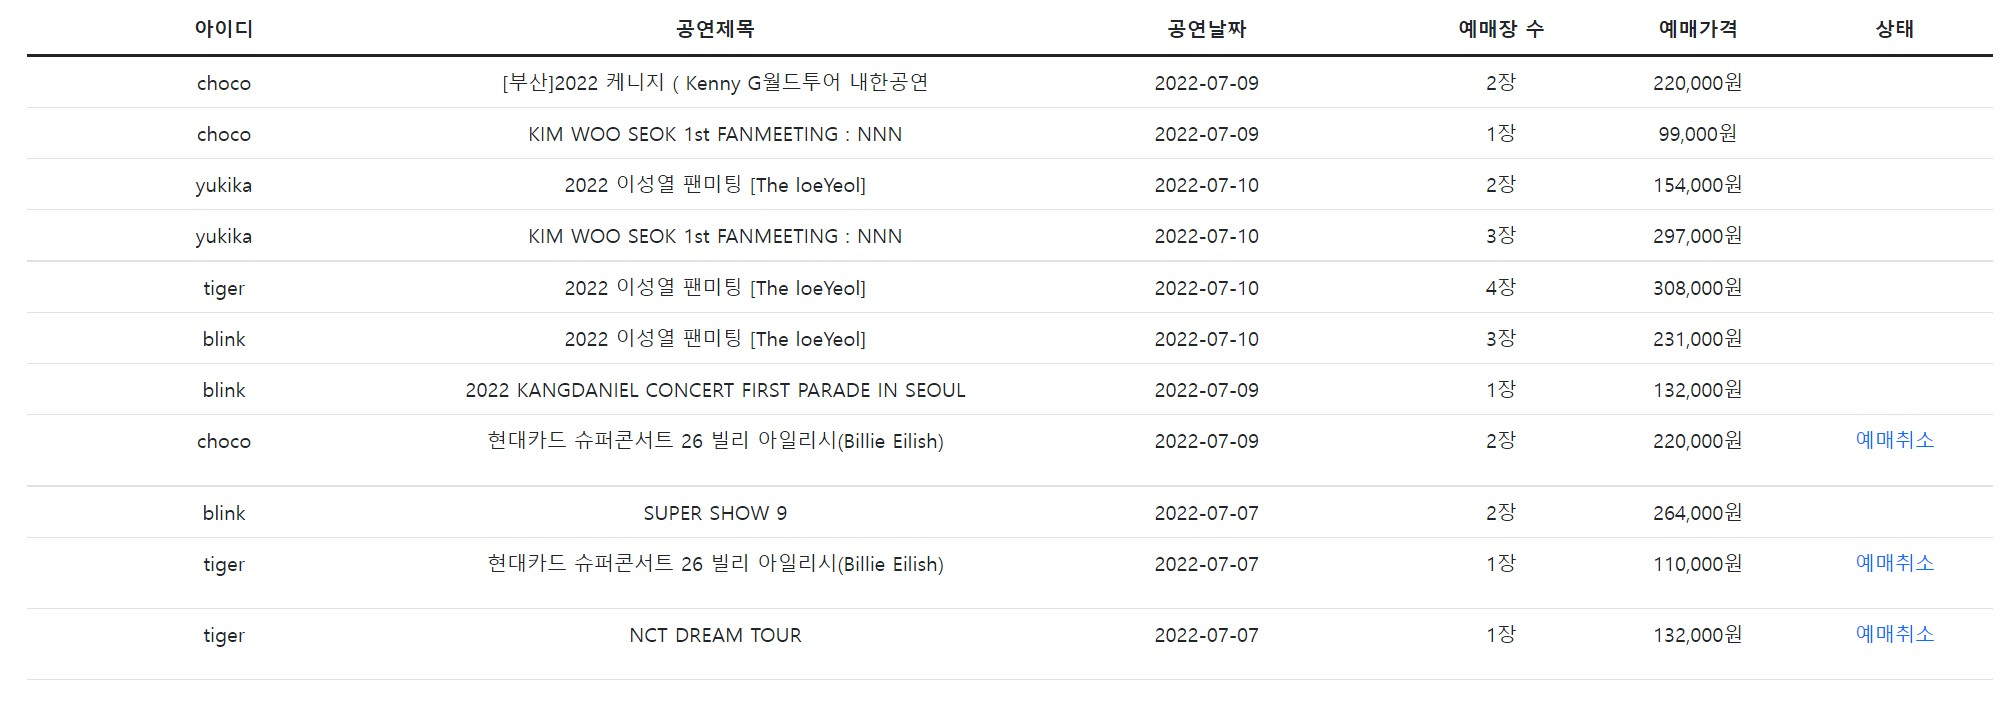 아이디 공연제목 공연날짜 예매장 수 예매가격 상태
choco [부산]2022 케니지 ( Kenny G월드투어 내한공연 2022-07-09 2장 220,000원
choco KIM WOO SEOK 1st FANMEETING : NNN 2022-07-09 1장 99,000원
yukika 2022 이성열 팬미팅 [The loeYeol] 2022-07-10 2장 154,000원
yukika KIM WOO SEOK 1st FANMEETING : NNN 2022-07-10 3장 297,000원
tiger 2022 이성열 팬미팅 [The loeYeol] 2022-07-10 4장 308,000원
blink 2022 이성열 팬미팅 [The loeYeol] 2022-07-10 3장 231,000원
blink 2022 KANGDANIEL CONCERT FIRST PARADE IN SEOUL 2022-07-09 1장 132,000원
choco 현대카드 슈퍼콘서트 26 빌리 아일리시(Billie Eilish) 2022-07-09 2장 220,000원 예매취소
blink SUPER SHOW 9 2022-07-07 2장 264,000원
tiger 현대카드 슈퍼콘서트 26 빌리 아일리시(Billie Eilish) 2022-07-07 1장 110,000원 예매취소
tiger NCT DREAM TOUR 2022-07-07 1장 132,000원 예매취소